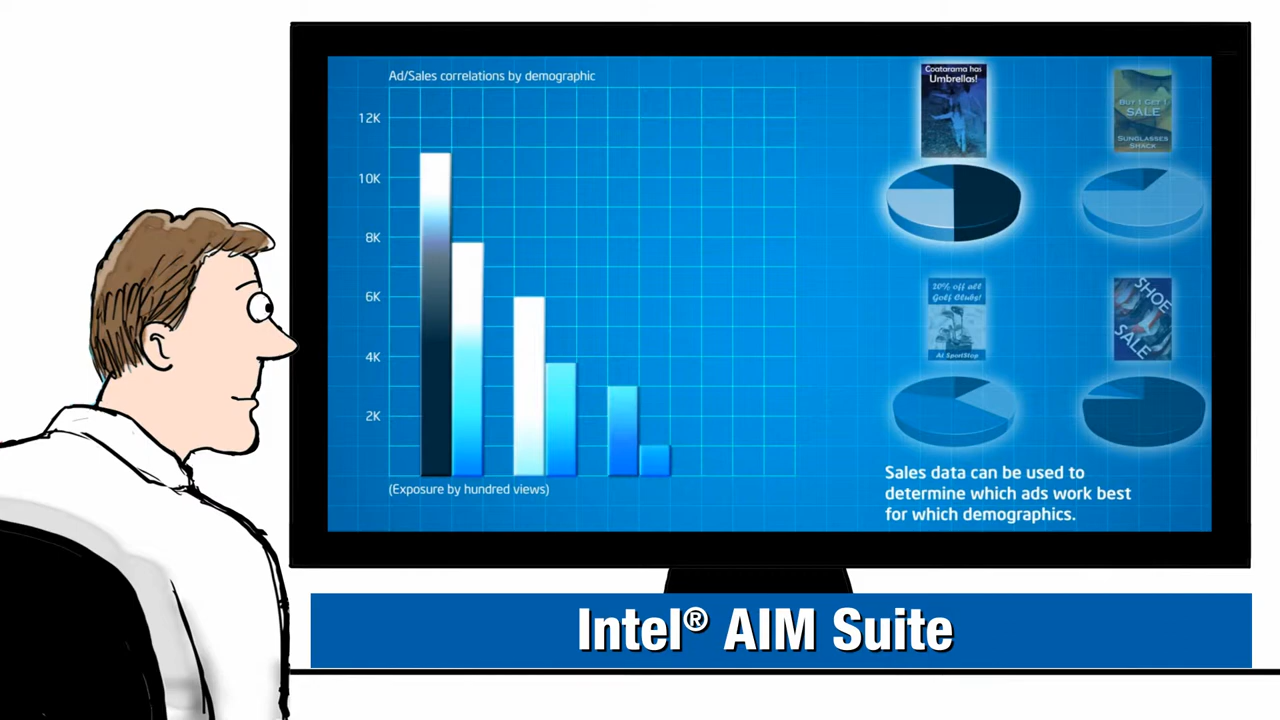 Ad/Sales correlations by demographic
12K
10K
8K
6K
4K
2K
(Exposure by hundred views)
Coatarama has
Umbrellas!
But I Get 1
SALE
Sunglasses
Shack
20% off all
Golf Clubs!
Al SportStop
SHOE
SALE
Sales data can be used to
determine which ads work best
for which demographics.
Intel® AIM Suite